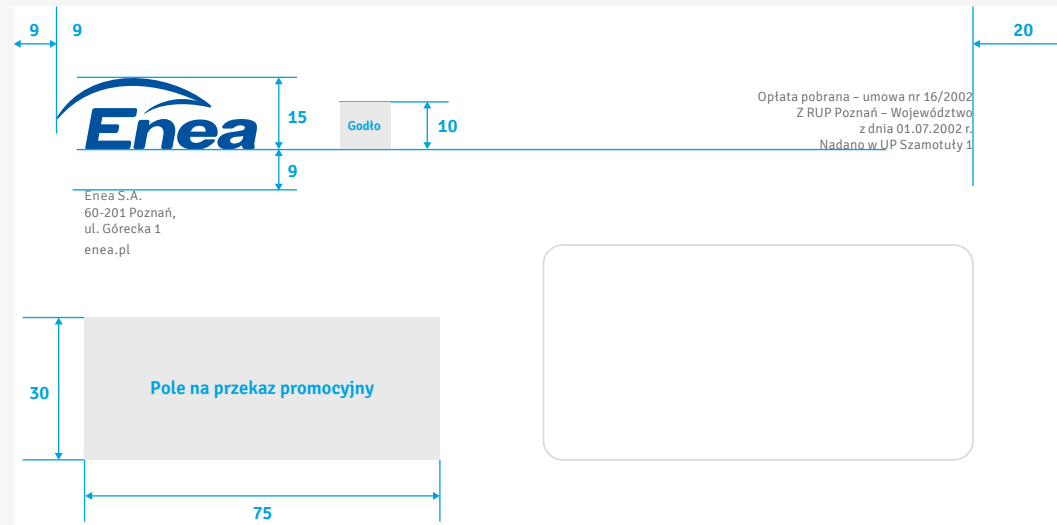 9
9
20
Enea
15
Godło
10
Opłata pobrana – umowa nr 16/2002
Z RUP Poznań – Województwo
z dnia 01.07.2002 r.
Nadano w UP Szamotuły 1
9
Enea S.A.
60-201 Poznań,
ul. Górecka 1
enea.pl
30
Pole na przekaz promocyjny
75